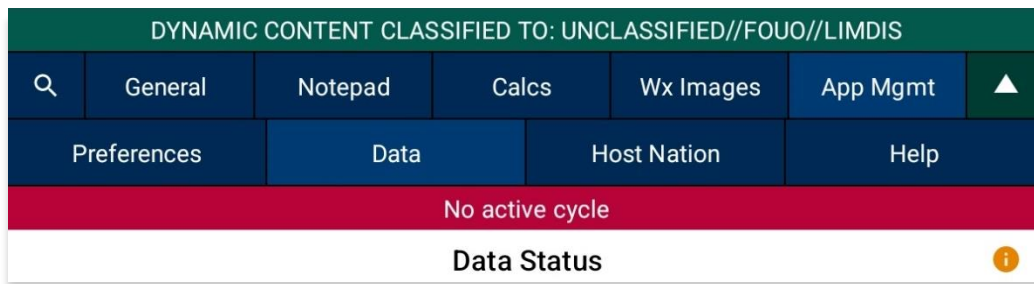 DYNAMIC CONTENT CLASSIFIED TO: UNCLASSIFIED//FOUO//LIMDIS
General Notepad Calcs Wx Images App Mgmt
Preferences Data Host Nation Help
No active cycle
Data Status